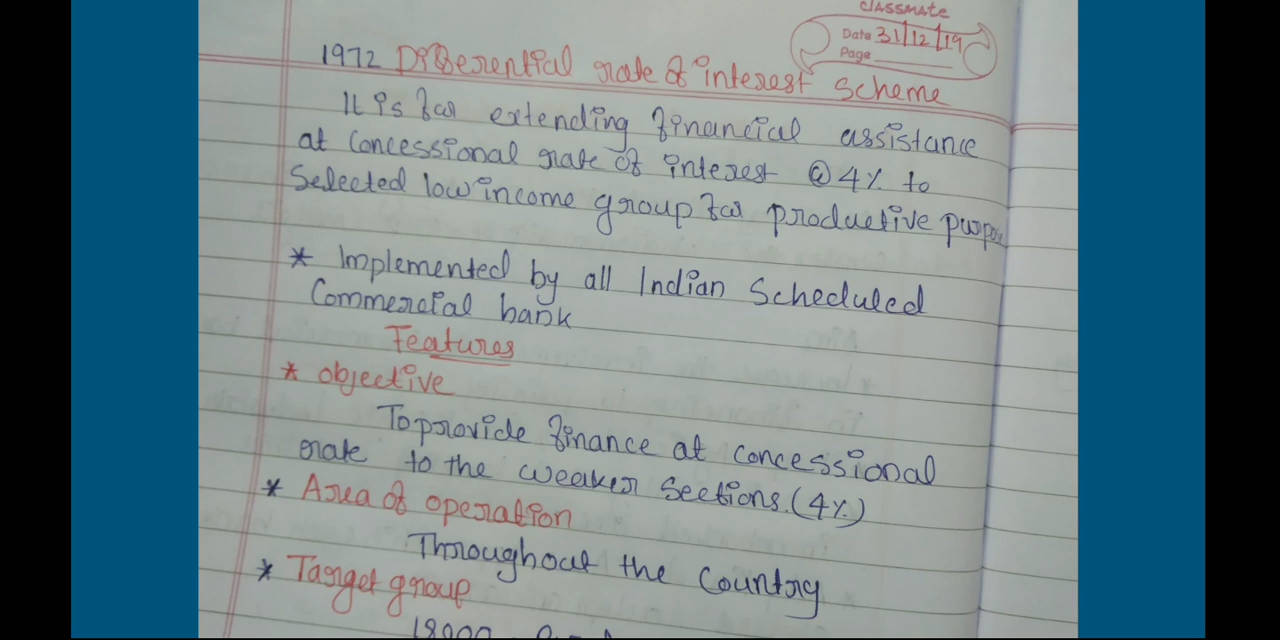 classmate
Date 31/12/19
Page
1972 Differential rate of interest Scheme
It is for extending financial assistance
at Concessional rate of interest @ 4% to
Selected low income group for productive
* Implemented by all Indian Scheduled
Commercial bank
Features
* objective
To provide finance at concessional
rate to the weaker Sections. (4%)
* Area of operation
Throughout the Country
* Target group
18000